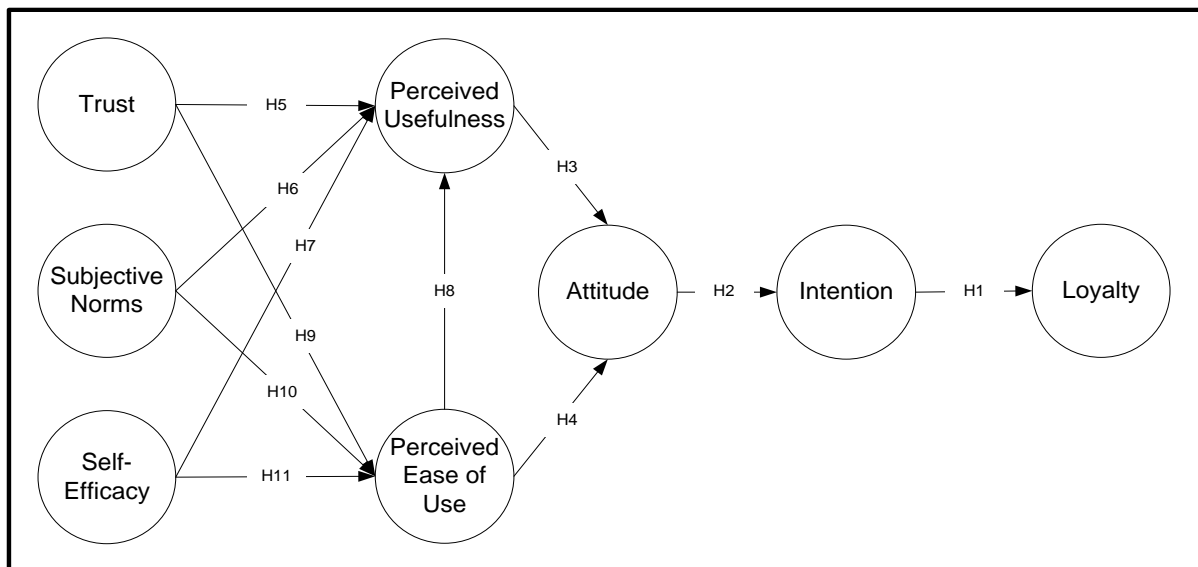 Trust
H5
Perceived
Usefulness
H3
H6
Subjective
Norms
H7
H8
Attitude
H2
Intention
H1
Loyalty
H9
H10
H4
Self-
Efficacy
H11
Perceived
Ease of
Use